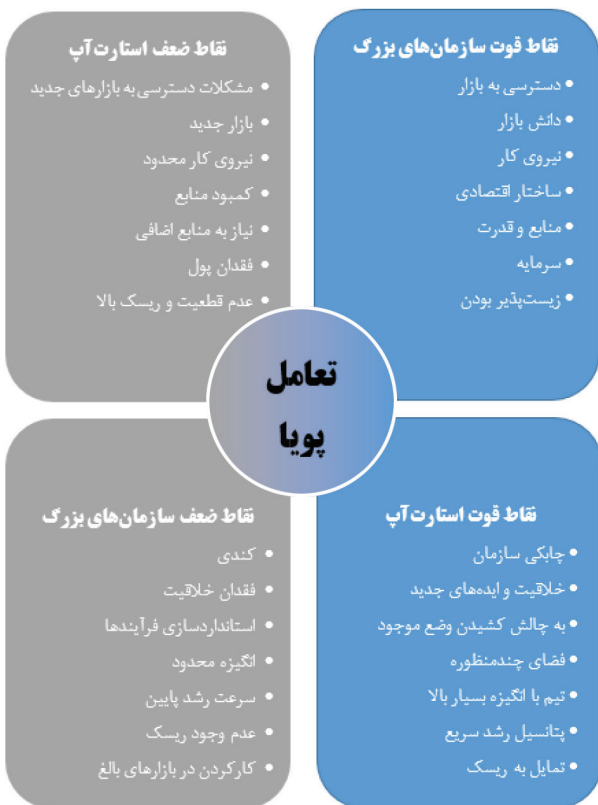 نقاط قوت سازمان‌های بزرگ
• دسترسی به بازار
• دانش بازار
• نیروی کار
• ساختار اقتصادی
• منابع و قدرت
• سرمایه
• زیست‌پذیر بودن
نقاط ضعف استارت‌آپ
• مشکلات دسترسی به بازارهای جدید
• بازار جدید
• نیروی کار محدود
• کمبود منابع
• نیاز به منابع اضافی
• فقدان پول
• عدم قطعیت و ریسک بالا
تعامل
پویا
نقاط قوت استارت‌آپ
• چابکی سازمان
• خلاقیت و ایده‌های جدید
• به چالش کشیدن وضع موجود
• فضای چندمنظوره
• تیم با انگیزه بسیار بالا
• پتانسیل رشد سریع
• تمایل به ریسک
نقاط ضعف سازمان‌های بزرگ
• کندی
• فقدان خلاقیت
• استانداردسازی فرآیندها
• انگیزه محدود
• سرعت رشد پایین
• عدم وجود ریسک
• کارکردن در بازارهای بالغ